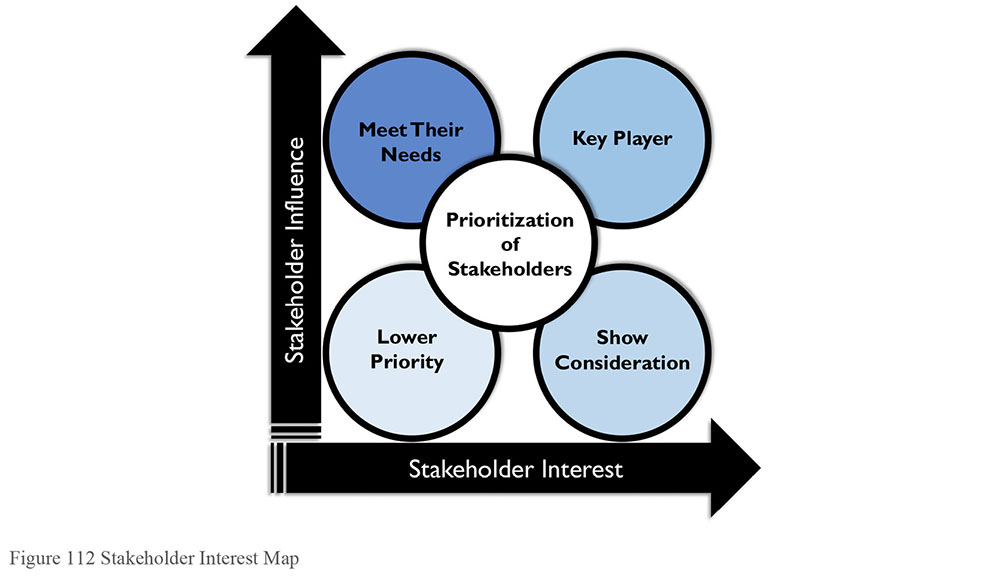 Stakeholder Influence
Meet Their
Needs
Key Player
Prioritization
of
Stakeholders
Lower
Priority
Show
Consideration
Stakeholder Interest
Figure 112 Stakeholder Interest Map